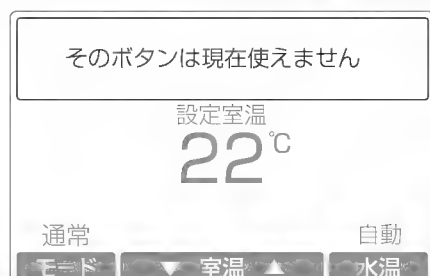 そのボタンは現在使えません
設定室温
22℃
通常 自動
モード ▼ 室温 ▲ 水温